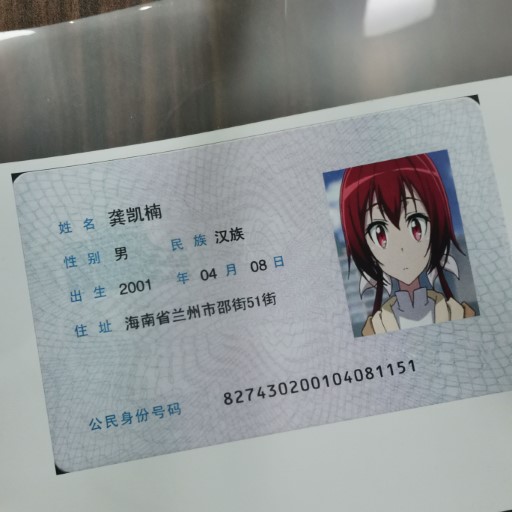 姓名 龚凯楠
性别 男 民族 汉族
出生 2001 年 04 月 08 日
住址 海南省兰州市邵街51街
公民身份号码 827430200104081151